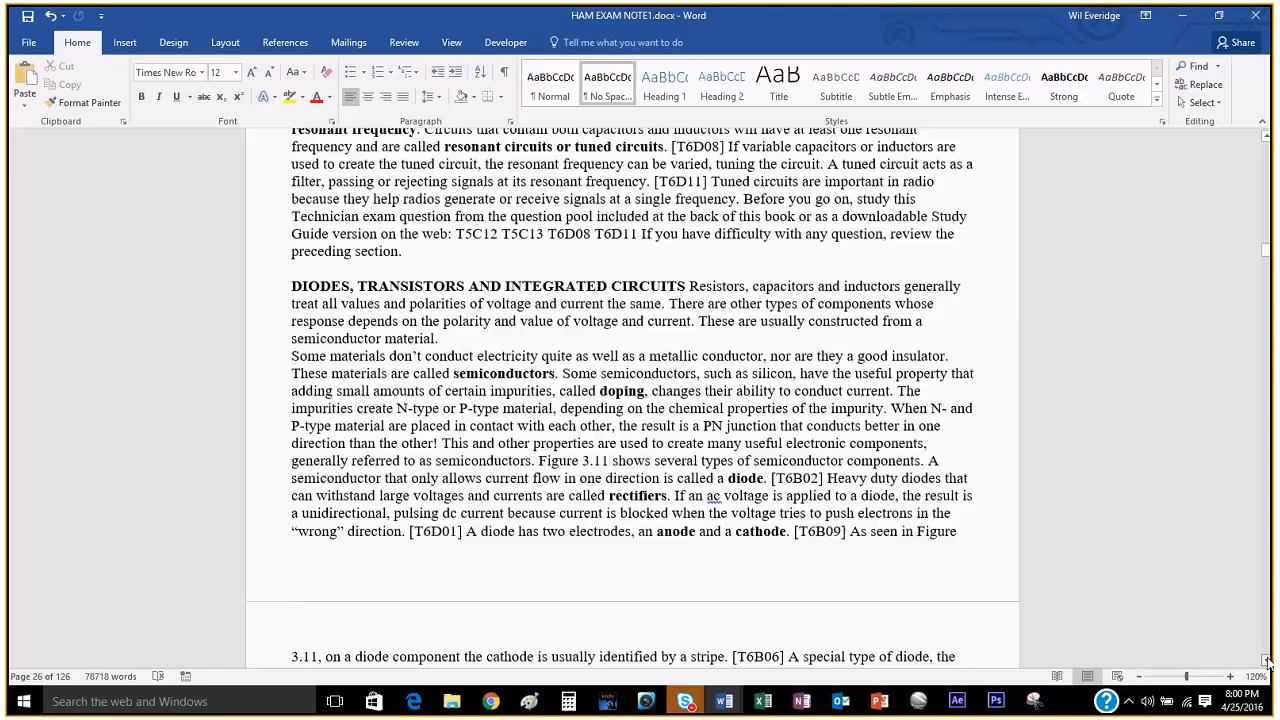 HAM EXAM NOTE1.docx - Word
Wil Everidge
File Home Insert Design Layout References Mailings Review View Developer Tell me what you want to do Share
Paste
Cut
Copy
Format Painter
Clipboard
Times New Ro 12
Font
Paragraph
AaBbCcDc AaBbCcDc AaBbCc AaBbCcC AaB AaBbCcD AaBbCcDc AaBbCcDc AaBbCcDc AaBbCcDc AaBbCcDc
¶ Normal ¶ No Spac... Heading 1 Heading 2 Title Subtitle Subtle Em... Emphasis Intense E... Strong Quote
Styles
Find
Replace
Select
Editing
resonant frequency. Circuits that contain both capacitors and inductors will have at least one resonant
frequency and are called resonant circuits or tuned circuits. [T6D08] If variable capacitors or inductors are
used to create the tuned circuit, the resonant frequency can be varied, tuning the circuit. A tuned circuit acts as a
filter, passing or rejecting signals at its resonant frequency. [T6D11] Tuned circuits are important in radio
because they help radios generate or receive signals at a single frequency. Before you go on, study this
Technician exam question from the question pool included at the back of this book or as a downloadable Study
Guide version on the web: T5C12 T5C13 T6D08 T6D11 If you have difficulty with any question, review the
preceding section.
DIODES, TRANSISTORS AND INTEGRATED CIRCUITS Resistors, capacitors and inductors generally
treat all values and polarities of voltage and current the same. There are other types of components whose
response depends on the polarity and value of voltage and current. These are usually constructed from a
semiconductor material.
Some materials don’t conduct electricity quite as well as a metallic conductor, nor are they a good insulator.
These materials are called semiconductors. Some semiconductors, such as silicon, have the useful property that
adding small amounts of certain impurities, called doping, changes their ability to conduct current. The
impurities create N-type or P-type material, depending on the chemical properties of the impurity. When N- and
P-type material are placed in contact with each other, the result is a PN junction that conducts better in one
direction than the other! This and other properties are used to create many useful electronic components,
generally referred to as semiconductors. Figure 3.11 shows several types of semiconductor components. A
semiconductor that only allows current flow in one direction is called a diode. [T6B02] Heavy duty diodes that
can withstand large voltages and currents are called rectifiers. If an ac voltage is applied to a diode, the result is
a unidirectional, pulsing dc current because current is blocked when the voltage tries to push electrons in the
“wrong” direction. [T6D01] A diode has two electrodes, an anode and a cathode. [T6B09] As seen in Figure
3.11, on a diode component the cathode is usually identified by a stripe. [T6B06] A special type of diode, the
Page 26 of 126 78718 words
120%
Search the web and Windows
8:00 PM
4/25/2016